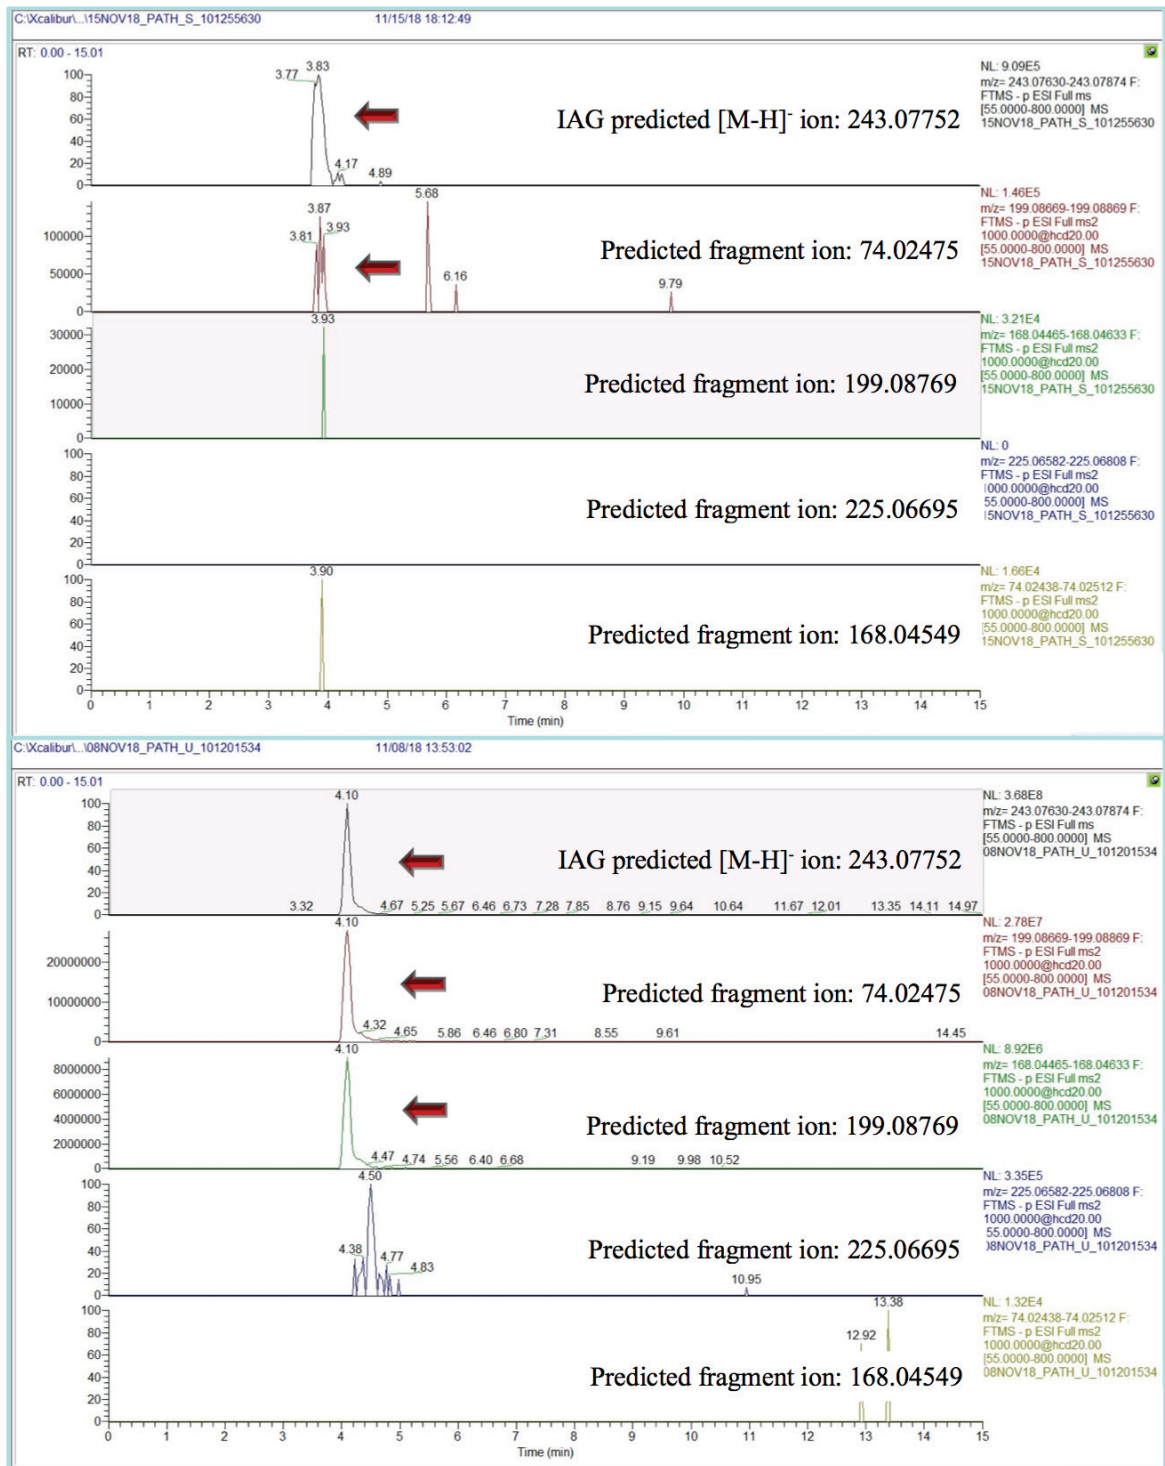 C:\Xcalibur\...\15NOV18_PATH_S_101255630 11/15/18 18:12:49
RT: 0.00 - 15.01
NL: 9.09E5
m/z= 243.07630-243.07874 F:
FTMS - p ESI Full ms
[55.0000-800.0000] MS
15NOV18_PATH_S_101255630
100
80
60
40
20
0
3.77 3.83
4.17 4.89
IAG predicted [M-H]- ion: 243.07752
NL: 1.46E5
m/z= 199.08669-199.08869 F:
FTMS - p ESI Full ms2
1000.0000@hcd20.00
[55.0000-800.0000] MS
15NOV18_PATH_S_101255630
100000
50000
0
3.81 3.87 3.93 5.68 6.16 9.79
Predicted fragment ion: 74.02475
NL: 3.21E4
m/z= 168.04465-168.04633 F:
FTMS - p ESI Full ms2
1000.0000@hcd20.00
[55.0000-800.0000] MS
15NOV18_PATH_S_101255630
30000
20000
10000
0
3.93
Predicted fragment ion: 199.08769
NL: 0
m/z= 225.06582-225.06808 F:
FTMS - p ESI Full ms2
1000.0000@hcd20.00
55.0000-800.0000] MS
15NOV18_PATH_S_101255630
100
80
60
40
20
0
Predicted fragment ion: 225.06695
NL: 1.66E4
m/z= 74.02438-74.02512 F:
FTMS - p ESI Full ms2
1000.0000@hcd20.00
[55.0000-800.0000] MS
15NOV18_PATH_S_101255630
100
80
60
40
20
0
3.90
Predicted fragment ion: 168.04549
0 1 2 3 4 5 6 7 8 9 10 11 12 13 14 15
Time (min)
C:\Xcalibur\...\08NOV18_PATH_U_101201534 11/08/18 13:53:02
RT: 0.00 - 15.01
NL: 3.68E8
m/z= 243.07630-243.07874 F:
FTMS - p ESI Full ms
[55.0000-800.0000] MS
08NOV18_PATH_U_101201534
100
80
60
40
20
0
4.10
3.32 4.67 5.25 5.67 6.46 6.73 7.28 7.85 8.76 9.15 9.64 10.64 11.67 12.01 13.35 14.11 14.97
IAG predicted [M-H]- ion: 243.07752
NL: 2.78E7
m/z= 199.08669-199.08869 F:
FTMS - p ESI Full ms2
1000.0000@hcd20.00
[55.0000-800.0000] MS
08NOV18_PATH_U_101201534
20000000
10000000
0
4.10
4.32 4.65 5.86 6.46 6.80 7.31 8.55 9.61 14.45
Predicted fragment ion: 74.02475
NL: 8.92E6
m/z= 168.04465-168.04633 F:
FTMS - p ESI Full ms2
1000.0000@hcd20.00
[55.0000-800.0000] MS
08NOV18_PATH_U_101201534
8000000
6000000
4000000
2000000
0
4.10
4.47 4.74 5.56 6.40 6.68 9.19 9.98 10.52
Predicted fragment ion: 199.08769
NL: 3.35E5
m/z= 225.06582-225.06808 F:
FTMS - p ESI Full ms2
1000.0000@hcd20.00
55.0000-800.0000] MS
08NOV18_PATH_U_101201534
100
80
60
40
20
0
4.50
4.38 4.77 4.83 10.95
Predicted fragment ion: 225.06695
NL: 1.32E4
m/z= 74.02438-74.02512 F:
FTMS - p ESI Full ms2
1000.0000@hcd20.00
[55.0000-800.0000] MS
08NOV18_PATH_U_101201534
100
80
60
40
20
0
12.92 13.38
Predicted fragment ion: 168.04549
0 1 2 3 4 5 6 7 8 9 10 11 12 13 14 15
Time (min)